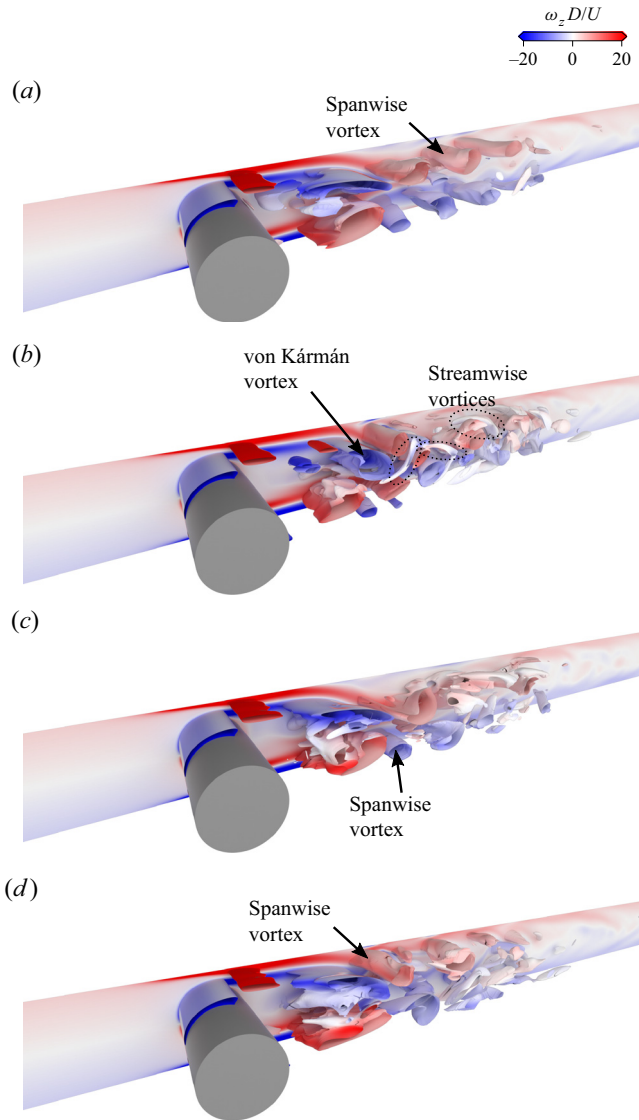 ω_z D/U
–20 0 20
(a)
Spanwise
vortex
(b)
von Kármán
vortex
Streamwise
vortices
(c)
Spanwise
vortex
(d)
Spanwise
vortex